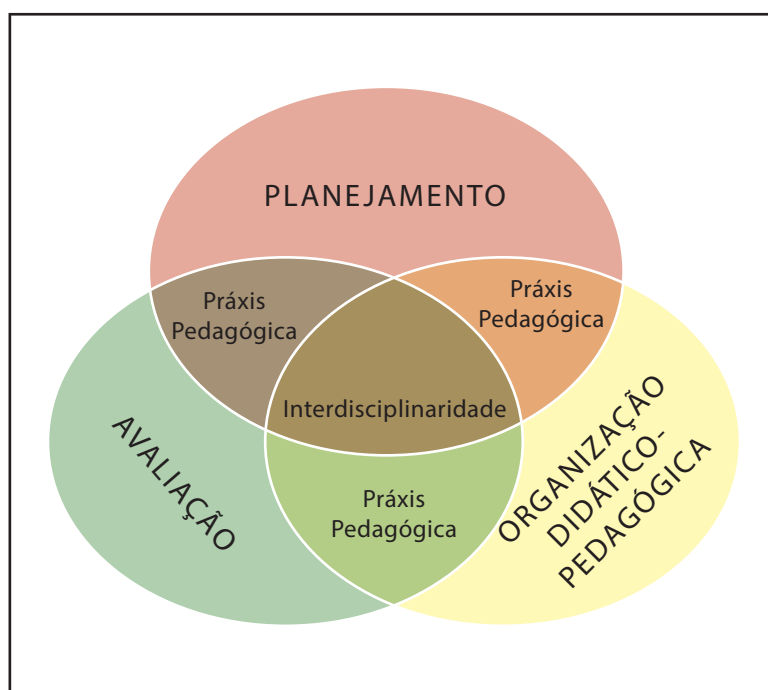 PLANEJAMENTO
Práxis
Pedagógica
Práxis
Pedagógica
Interdisciplinaridade
AVALIAÇÃO
ORGANIZAÇÃO
DIDÁTICO-
PEDAGÓGICA
Práxis
Pedagógica